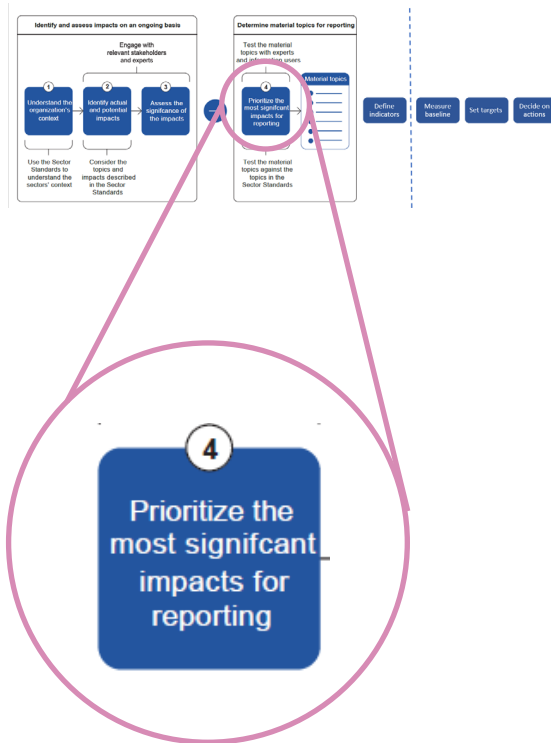 Identify and assess impacts on an ongoing basis
Engage with
relevant stakeholders
and experts
1
Understand the
organization's
context
2
Identify actual
and potential
impacts
3
Assess the
significance of
the impacts
Use the Sector
Standards to
understand the
sectors' context
Consider the
topics and
impacts described
in the Sector
Standards
Determine material topics for reporting
Test the material
topics with experts
and information users
4
Prioritize the
most significant
impacts for
reporting
Material topics
Test the material
topics against the
topics in the
Sector Standards
Define
indicators
Measure
baseline
Set targets
Decide on
actions
4
Prioritize the
most signifcant
impacts for
reporting